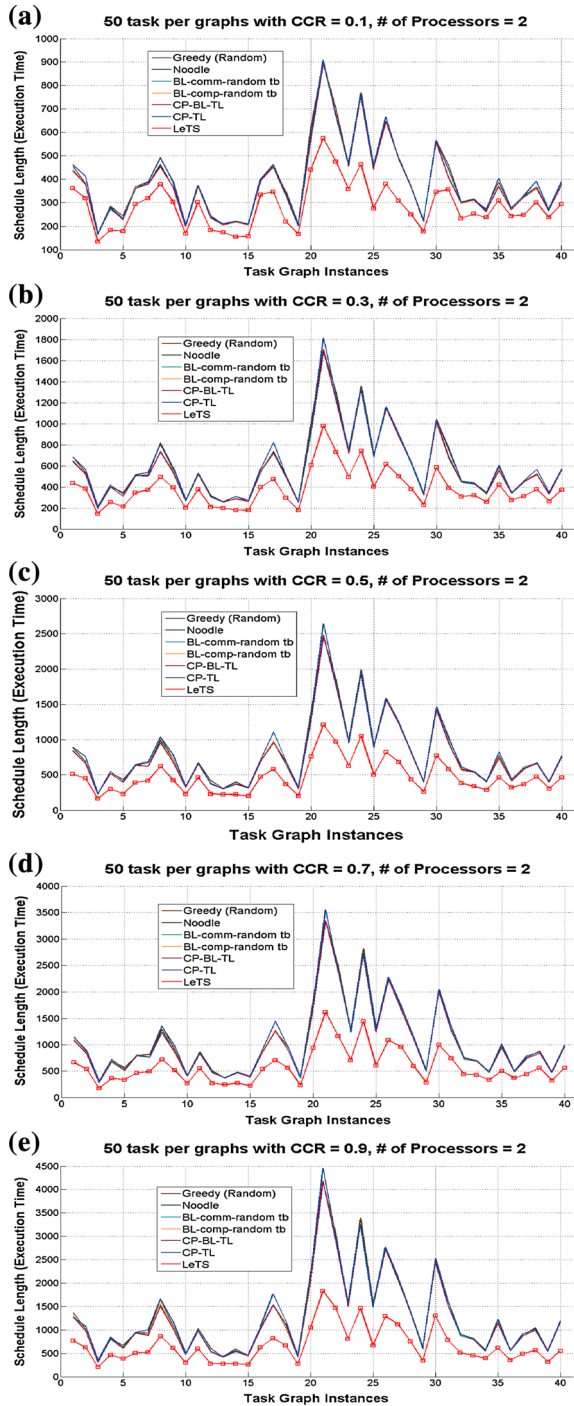 (a)
50 task per graphs with CCR = 0.1, # of Processors = 2
Schedule Length (Execution Time)
1000
900
800
700
600
500
400
300
200
100
Greedy (Random)
Noodle
BL-comm-random tb
BL-comp-random tb
CP-BL-TL
CP-TL
LeTS
0 5 10 15 20 25 30 35 40
Task Graph Instances
(b)
50 task per graphs with CCR = 0.3, # of Processors = 2
Schedule Length (Execution Time)
2000
1800
1600
1400
1200
1000
800
600
400
200
0
Greedy (Random)
Noodle
BL-comm-random tb
BL-comp-random tb
CP-BL-TL
CP-TL
LeTS
0 5 10 15 20 25 30 35 40
Task Graph Instances
(c)
50 task per graphs with CCR = 0.5, # of Processors = 2
Schedule Length (Execution Time)
3000
2500
2000
1500
1000
500
0
Greedy (Random)
Noodle
BL-comm-random tb
BL-comp-random tb
CP-BL-TL
CP-TL
LeTS
0 5 10 15 20 25 30 35 40
Task Graph Instances
(d)
50 task per graphs with CCR = 0.7, # of Processors = 2
Schedule Length (Execution Time)
4000
3500
3000
2500
2000
1500
1000
500
0
Greedy (Random)
Noodle
BL-comm-random tb
BL-comp-random tb
CP-BL-TL
CP-TL
LeTS
0 5 10 15 20 25 30 35 40
Task Graph Instances
(e)
50 task per graphs with CCR = 0.9, # of Processors = 2
Schedule Length (Execution Time)
4500
4000
3500
3000
2500
2000
1500
1000
500
0
Greedy (Random)
Noodle
BL-comm-random tb
BL-comp-random tb
CP-BL-TL
CP-TL
LeTS
0 5 10 15 20 25 30 35 40
Task Graph Instances